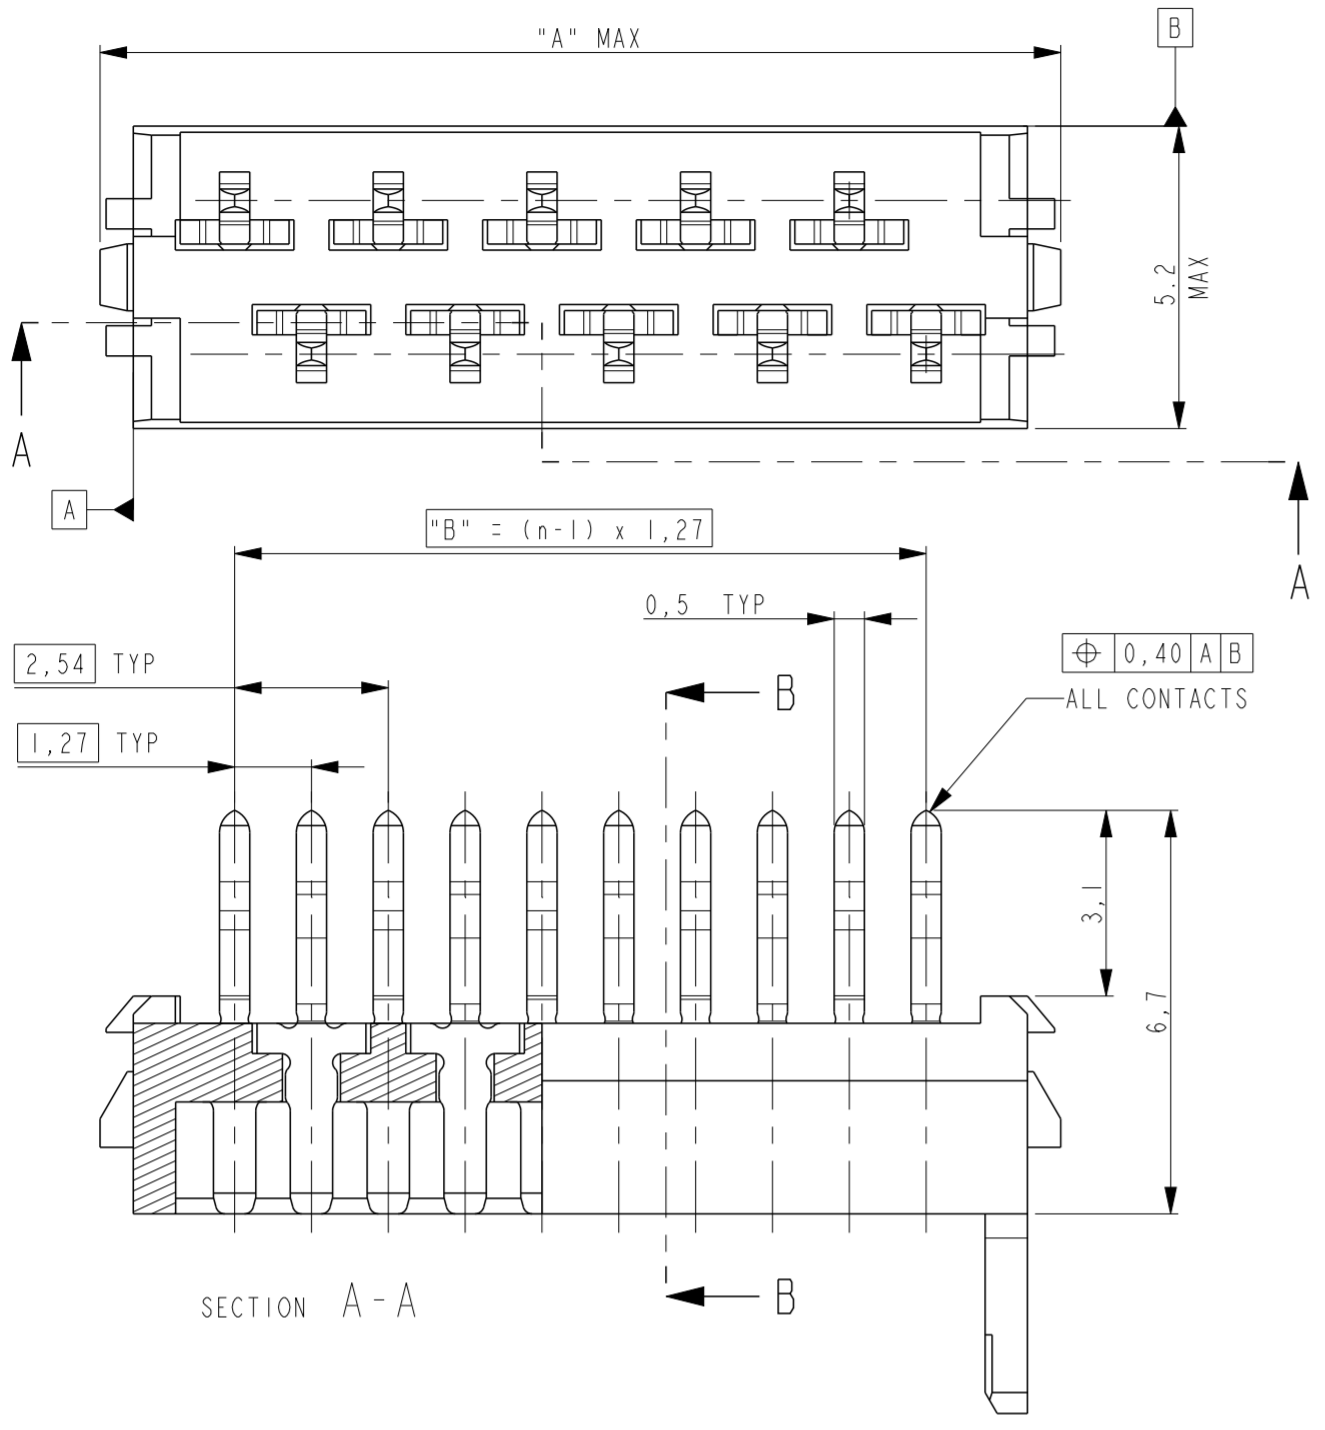 "A" MAX
B
5.2
MAX
A
A
"B" = (n-1) x 1,27
A
0,5 TYP
2,54 TYP
B
⌖ 0,40 A B
ALL CONTACTS
1,27 TYP
3,1
6,7
SECTION A-A
B